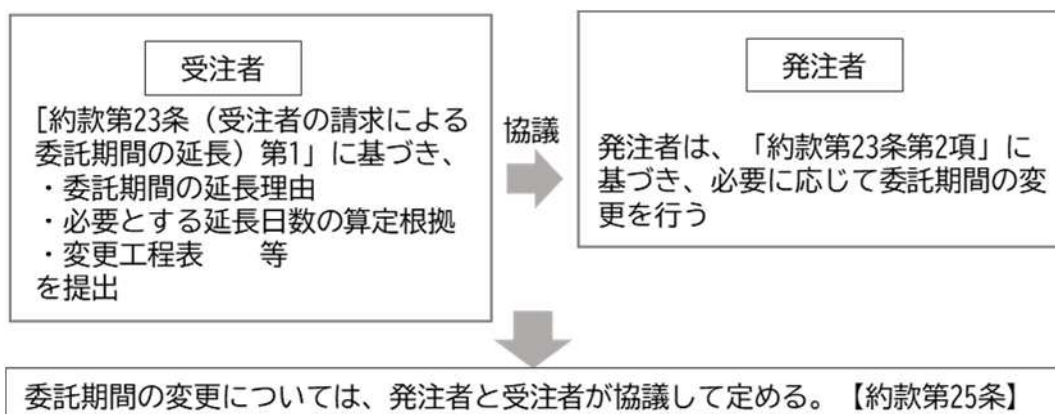 受注者
[約款第23条（受注者の請求による
委託期間の延長）第1」に基づき、
・委託期間の延長理由
・必要とする延長日数の算定根拠
・変更工程表　　等
を提出
協議
発注者
発注者は、「約款第23条第2項」に
基づき、必要に応じて委託期間の変
更を行う
委託期間の変更については、発注者と受注者が協議して定める。【約款第25条】